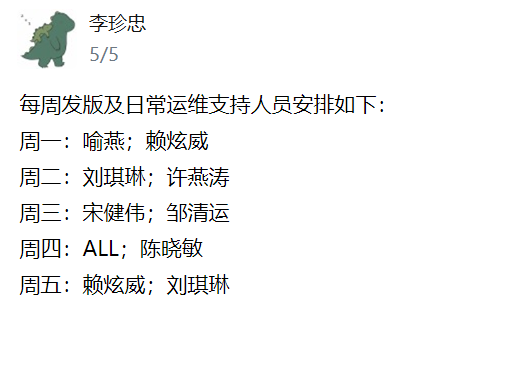 李珍忠
5/5
每周发版及日常运维支持人员安排如下：
周一：喻燕；赖炫威
周二：刘琪琳；许燕涛
周三：宋健伟；邹清运
周四：ALL；陈晓敏
周五：赖炫威；刘琪琳